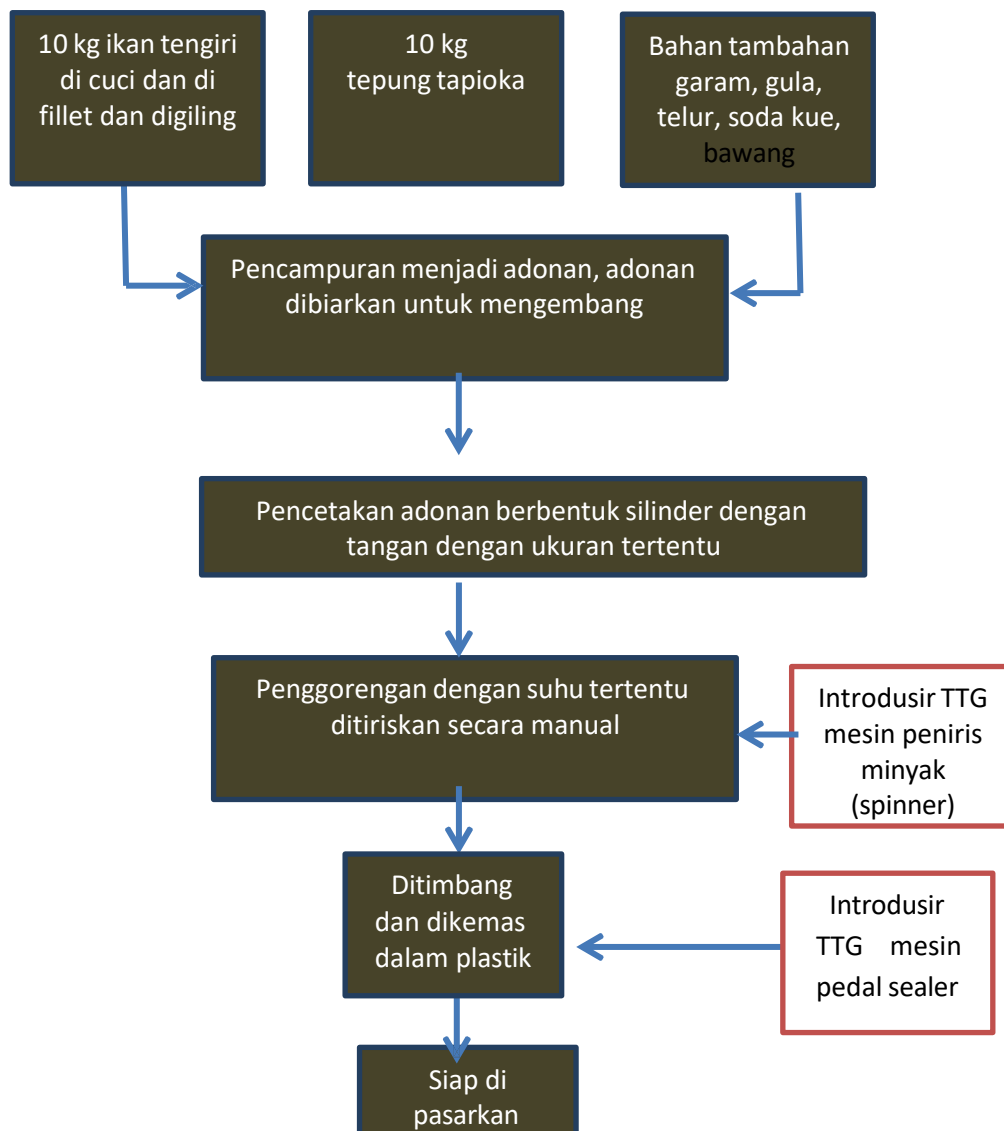 10 kg ikan tengiri
di cuci dan di
fillet dan digiling
10 kg
tepung tapioka
Bahan tambahan
garam, gula,
telur, soda kue,
bawang
Pencampuran menjadi adonan, adonan
dibiarkan untuk mengembang
Pencetakan adonan berbentuk silinder dengan
tangan dengan ukuran tertentu
Penggorengan dengan suhu tertentu
ditiriskan secara manual
Introdusir TTG
mesin peniris
minyak
(spinner)
Ditimbang
dan dikemas
dalam plastik
Introdusir
TTG mesin
pedal sealer
Siap di
pasarkan